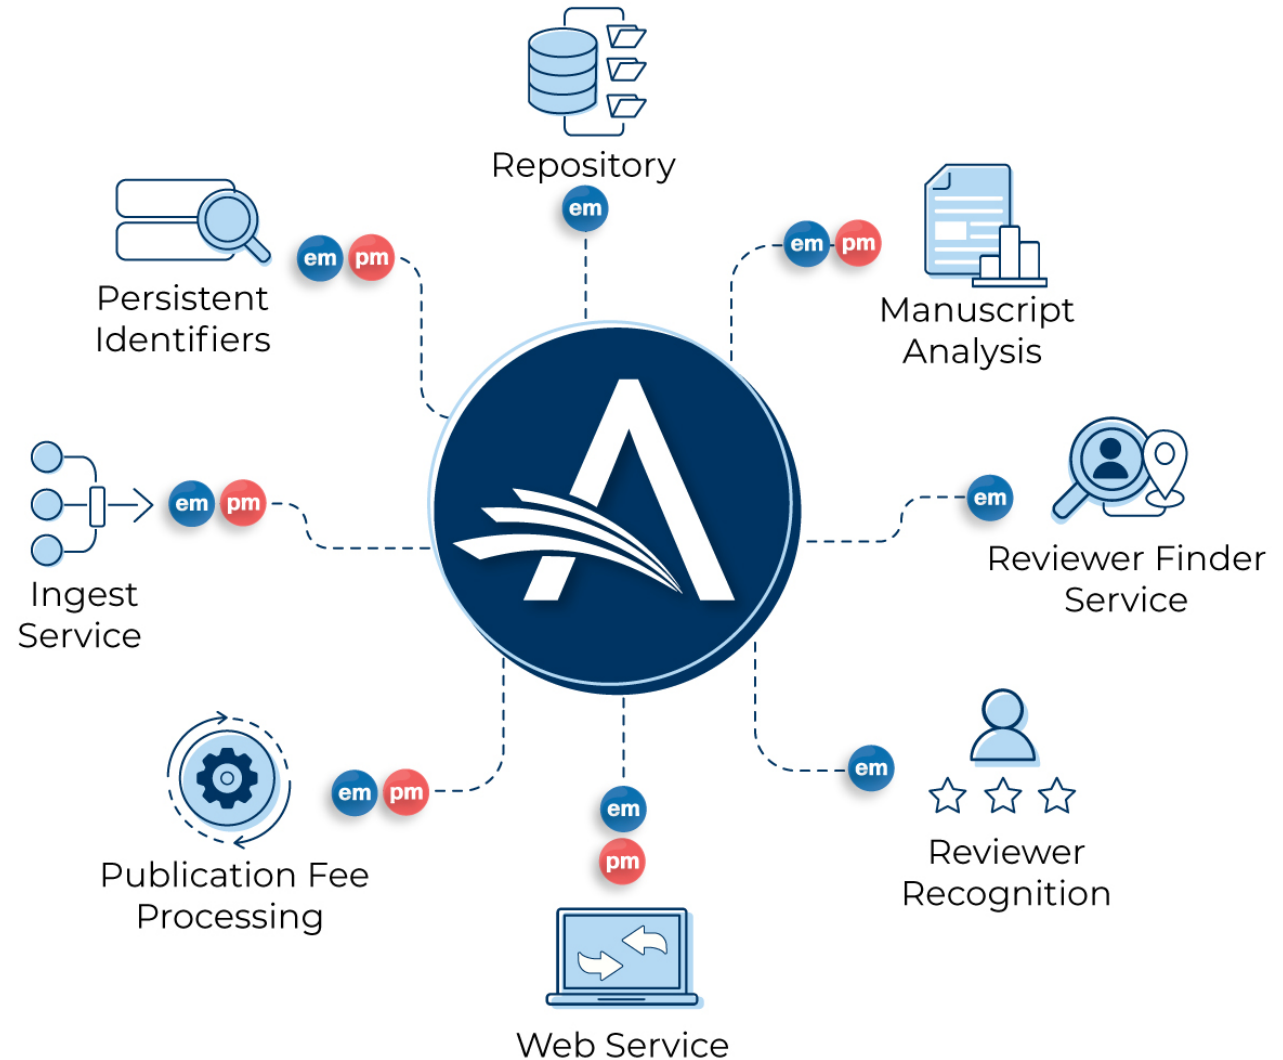 Repository
em
Persistent
Identifiers
em pm
em pm
Manuscript
Analysis
Ingest
Service
em pm
em
Reviewer Finder
Service
Publication Fee
Processing
em pm
em
pm
Web Service
em
Reviewer
Recognition